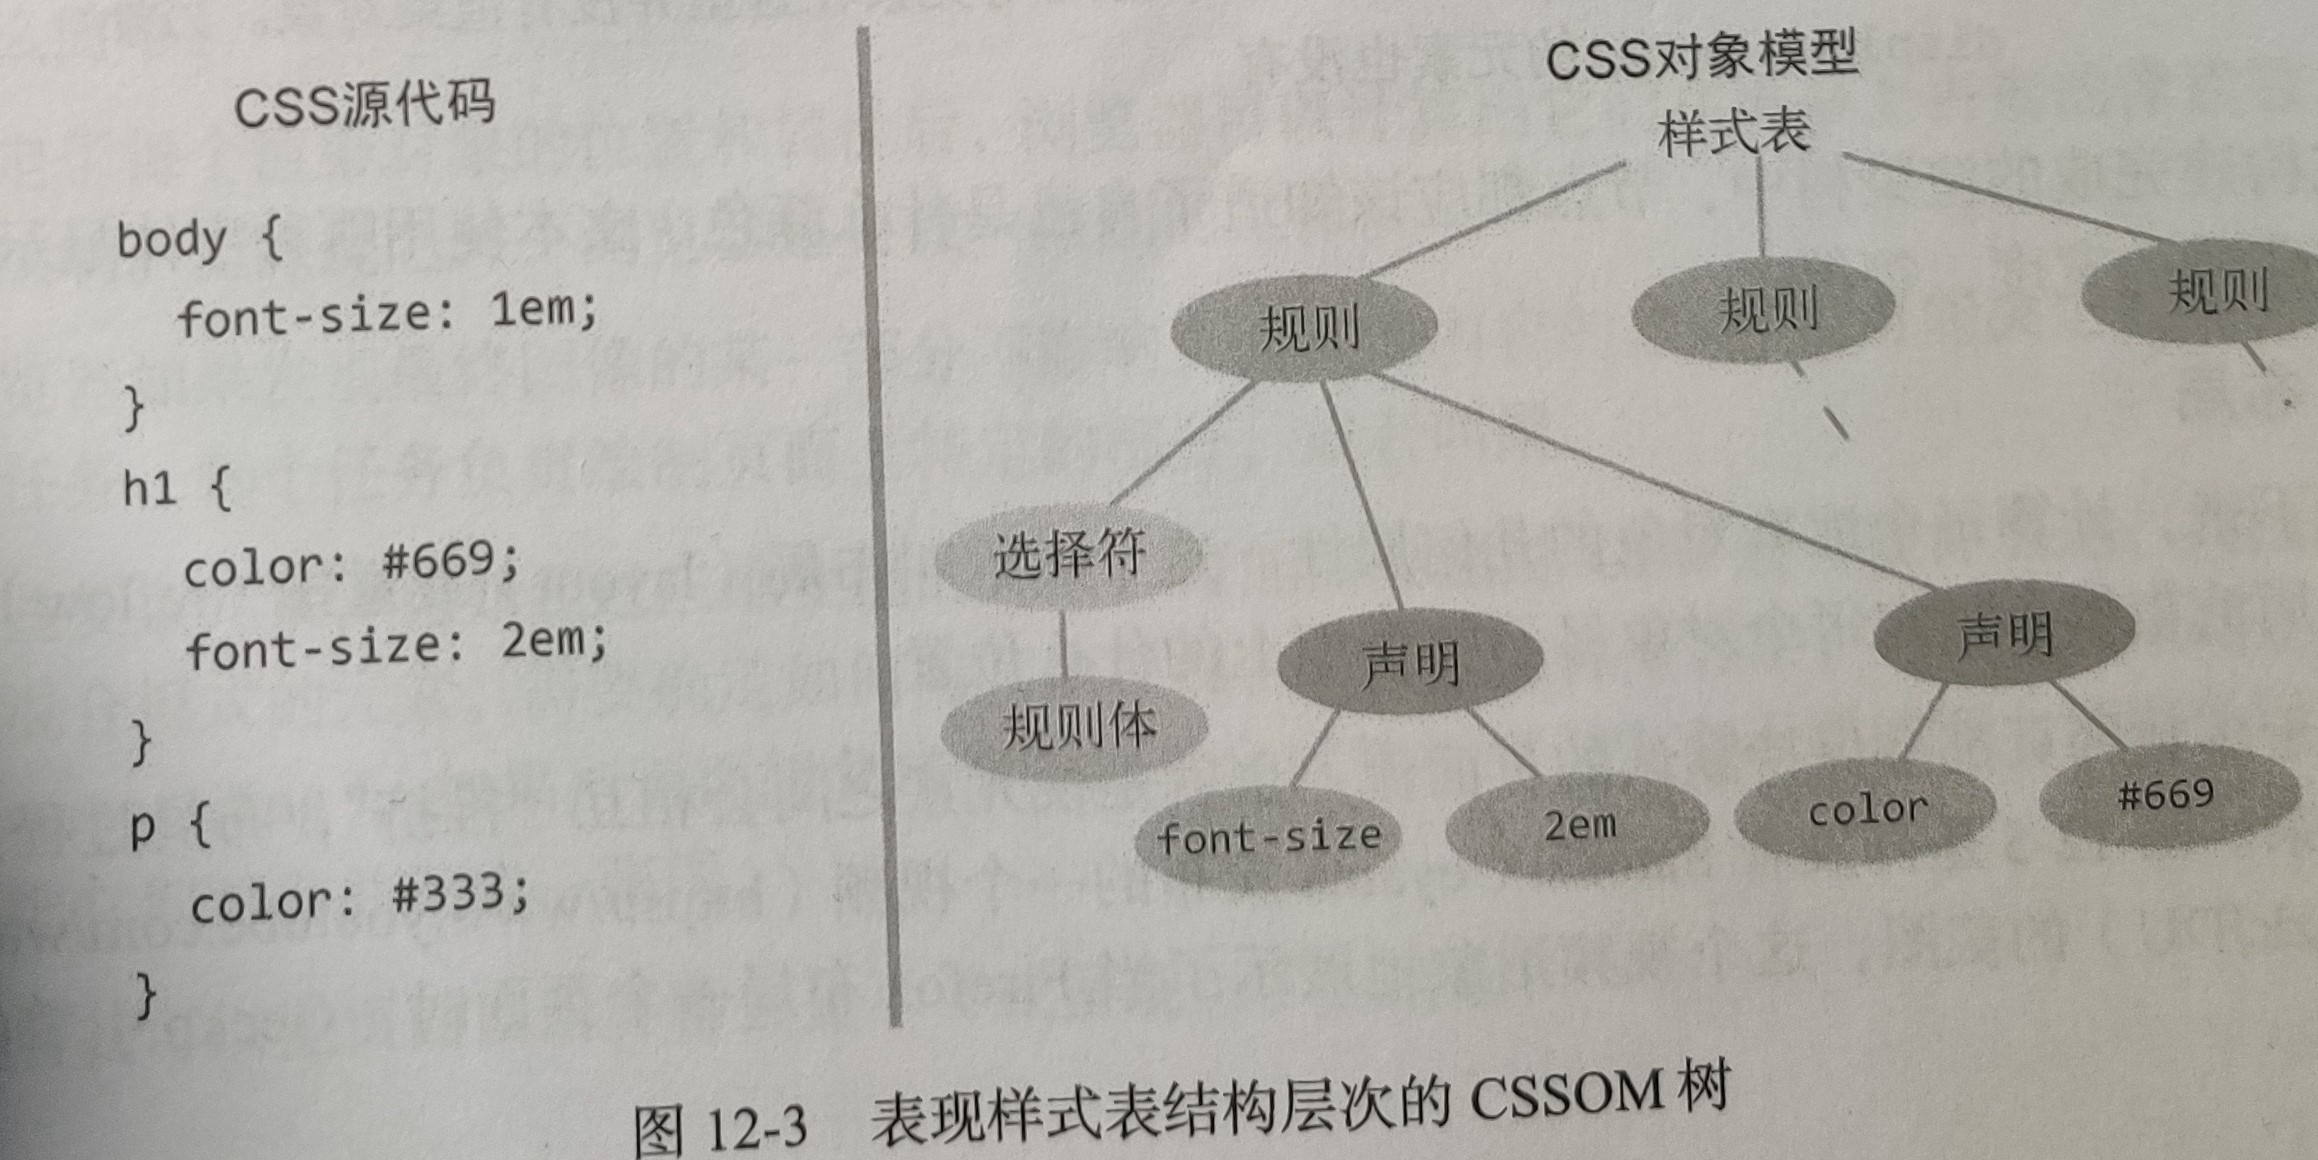 CSS源代码
body {
  font-size: 1em;
}
h1 {
  color: #669;
  font-size: 2em;
}
p {
  color: #333;
}
CSS对象模型
样式表
规则 规则 规则
选择符
声明 声明
规则体
font-size 2em color #669
图 12-3 表现样式表结构层次的 CSSOM 树